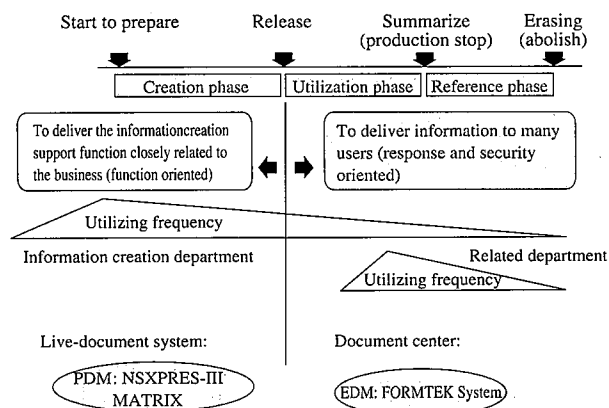 Start to prepare
Release
Summarize
(production stop)
Erasing
(abolish)
Creation phase
Utilization phase
Reference phase
To deliver the informationcreation
support function closely related to
the business (function oriented)
To deliver information to many
users (response and security
oriented)
Utilizing frequency
Information creation department
Related department
Utilizing frequency
Live-document system:
PDM: NSXPRES-III
MATRIX
Document center:
EDM: FORMTEK System